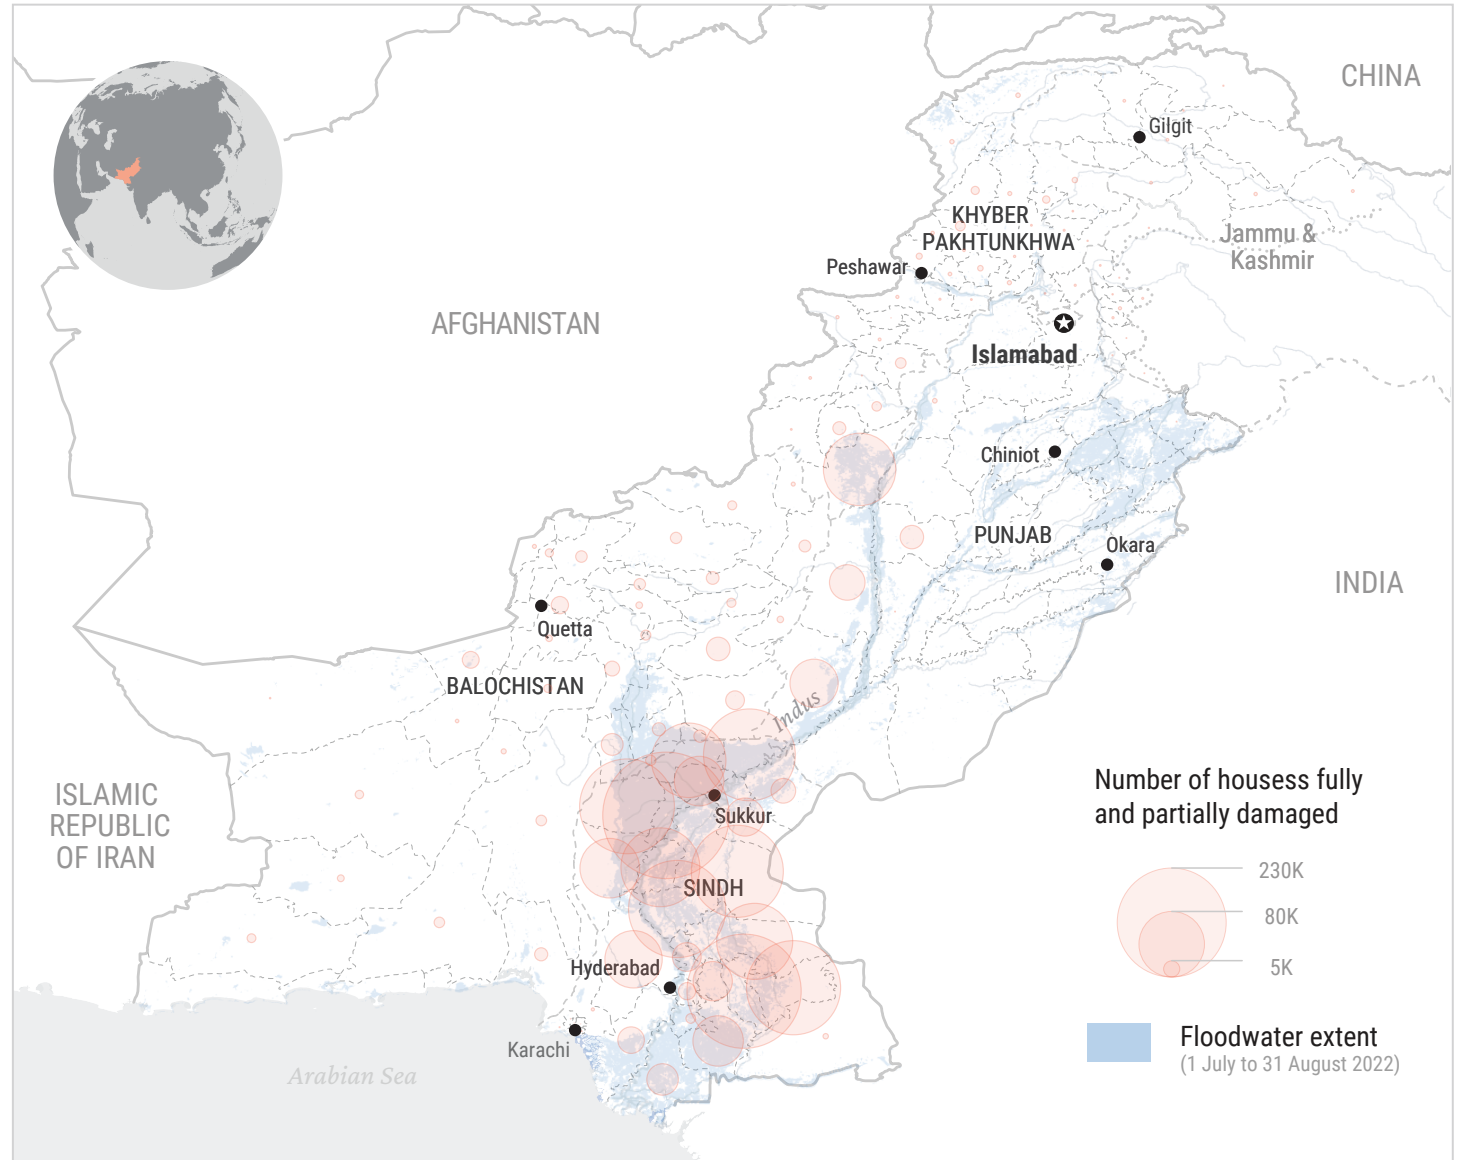 CHINA
Gilgit
KHYBER
PAKHTUNKHWA
Jammu &
Kashmir
Peshawar
AFGHANISTAN
Islamabad
Chiniot
PUNJAB
Okara
INDIA
Quetta
BALOCHISTAN
Indus
ISLAMIC
REPUBLIC
OF IRAN
Sukkur
SINDH
Hyderabad
Karachi
Arabian Sea
Number of housess fully
and partially damaged
230K
80K
5K
Floodwater extent
(1 July to 31 August 2022)